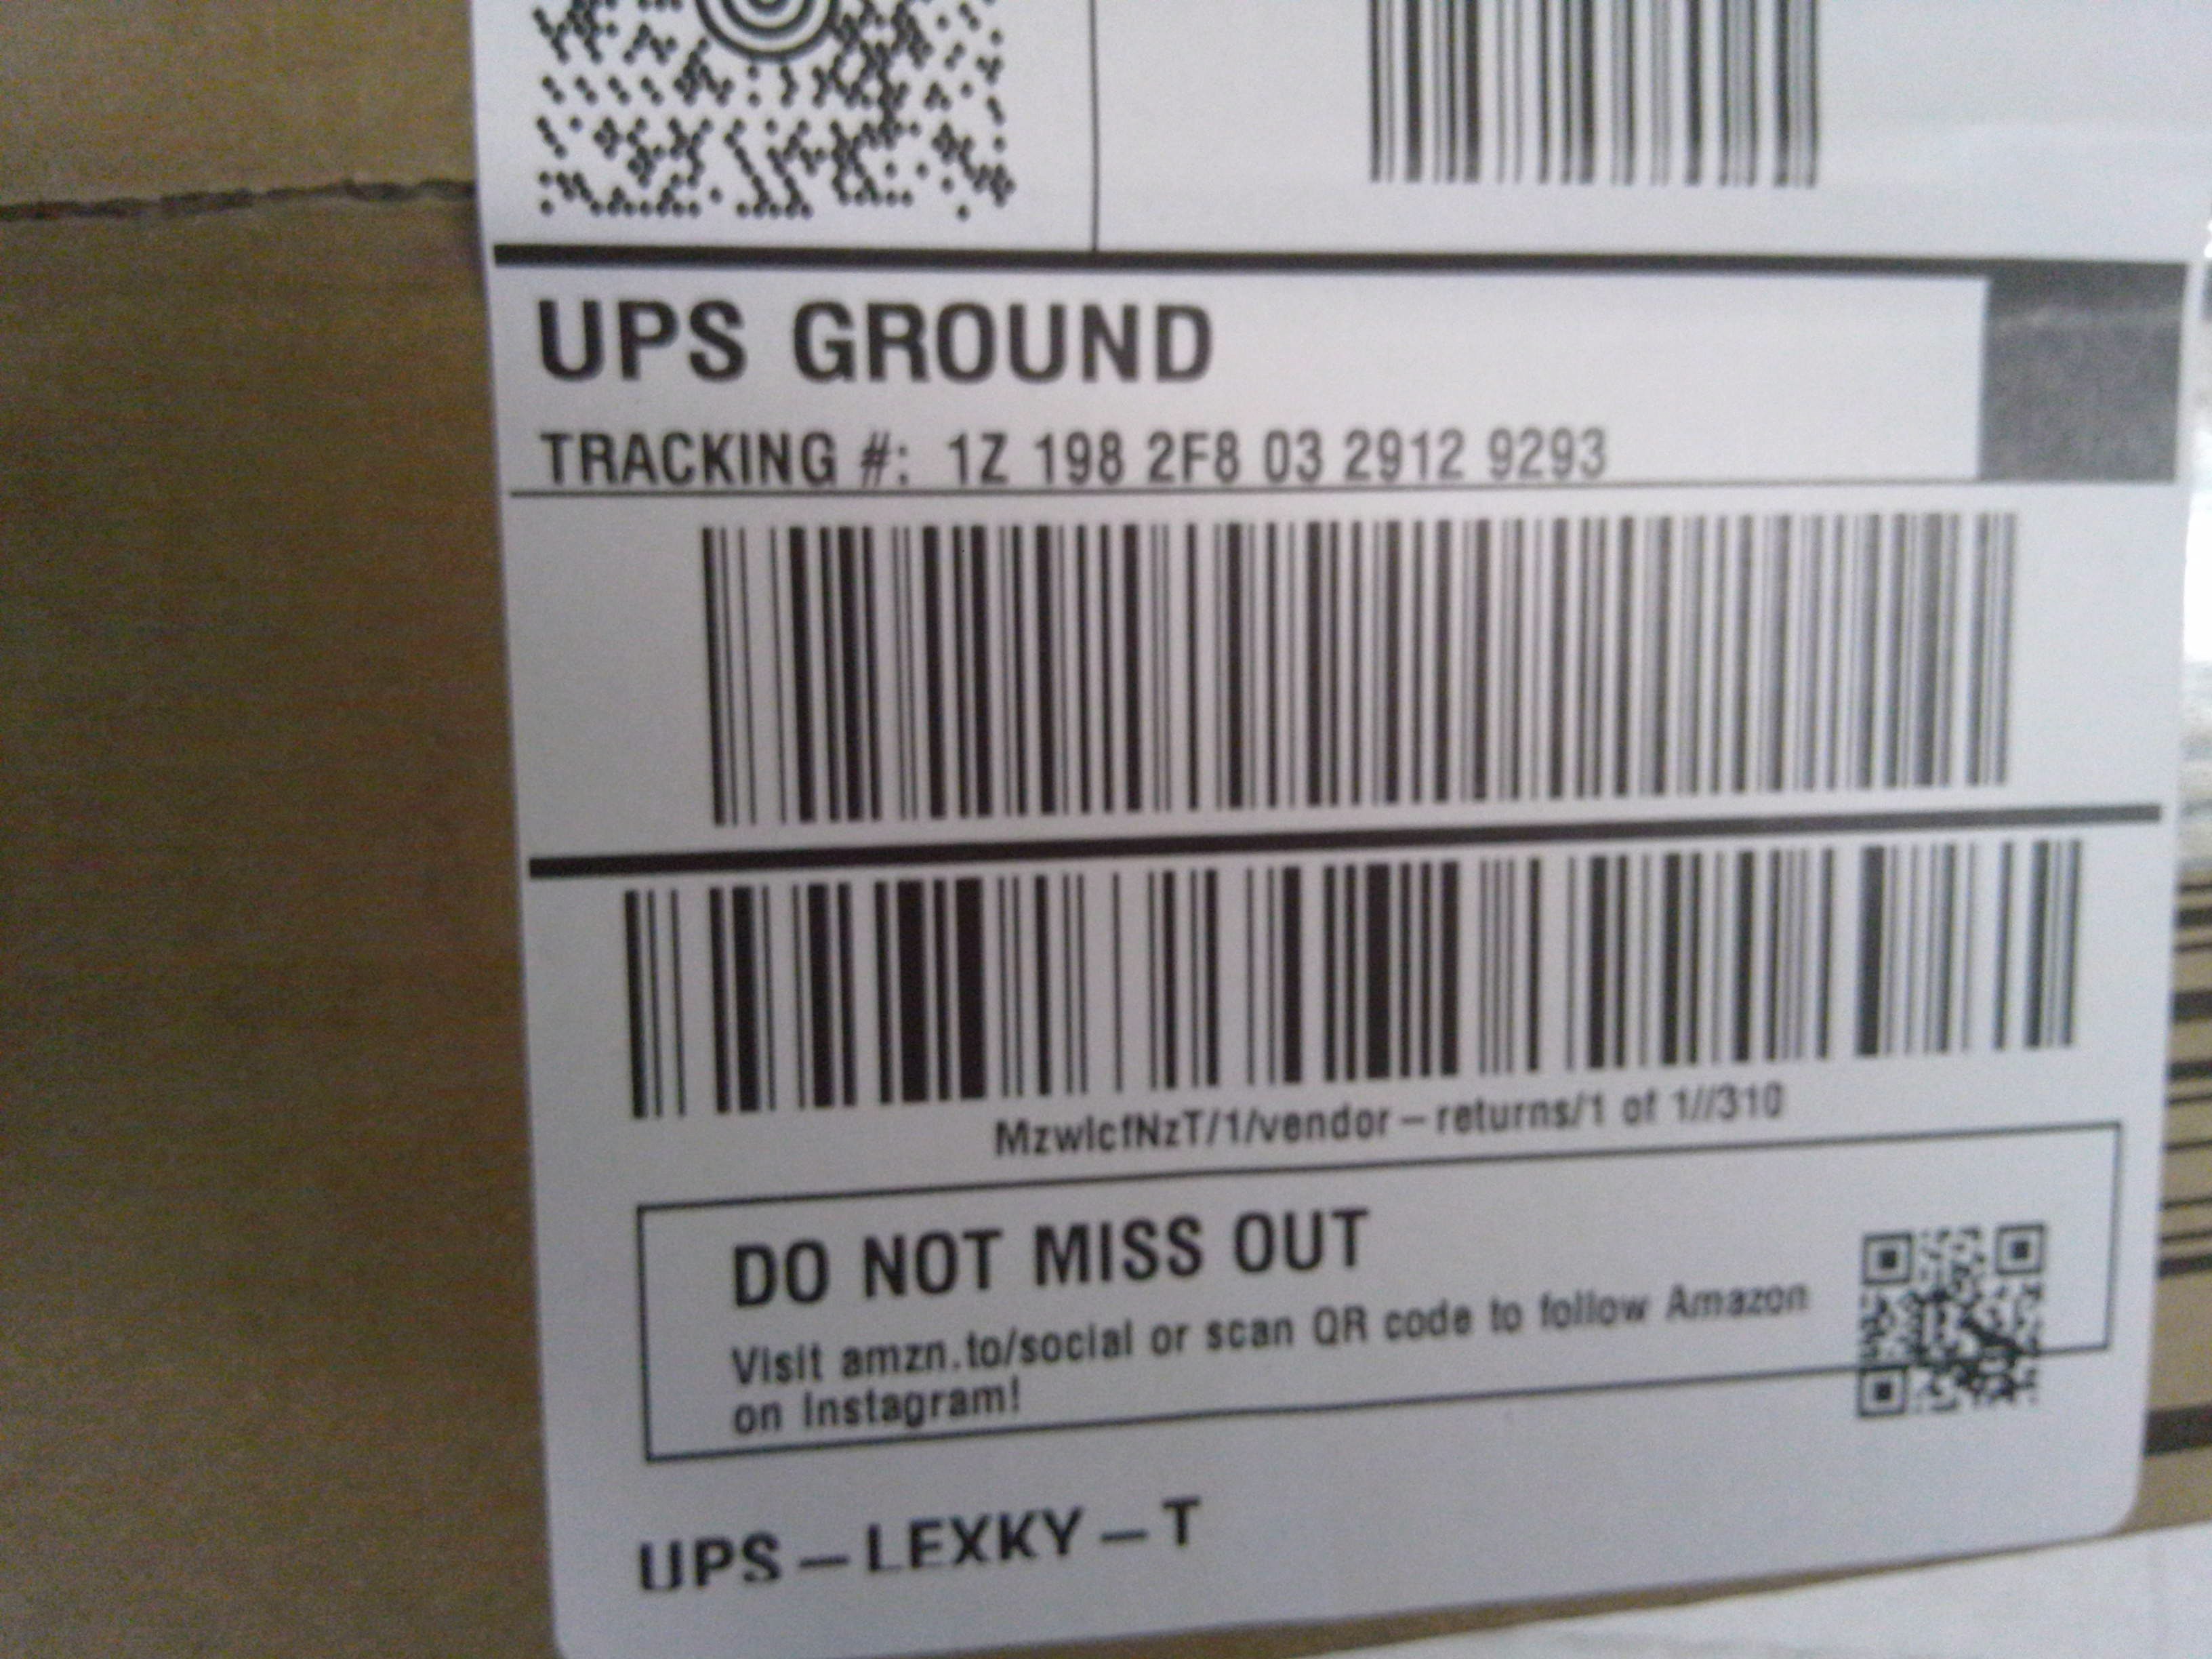 UPS GROUND
TRACKING #: 1Z 198 2F8 03 2912 9293
MzwlcfNzT/1/vendor-returns/1 of 1//310
DO NOT MISS OUT
Visit amzn.to/social or scan QR code to follow Amazon
on Instagram!
UPS-LEXKY-T